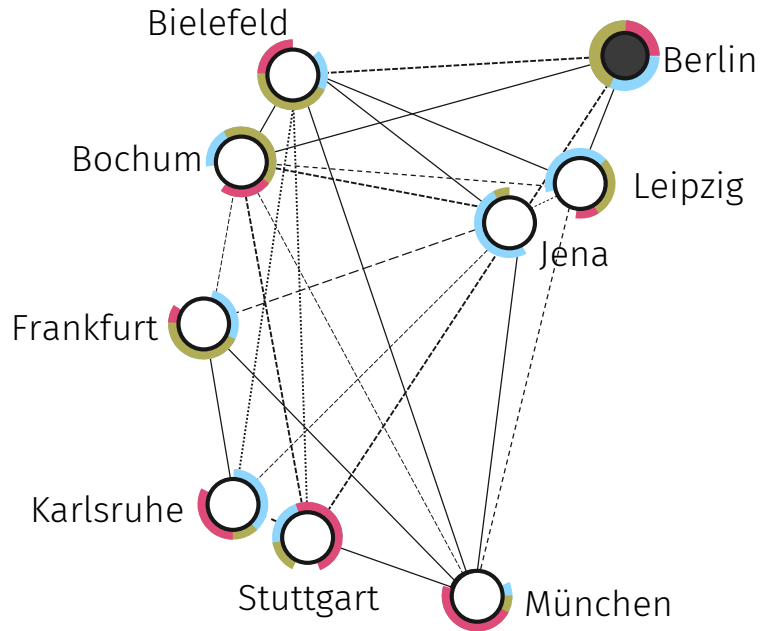 Bielefeld
Berlin
Bochum
Leipzig
Jena
Frankfurt
Karlsruhe
Stuttgart
München